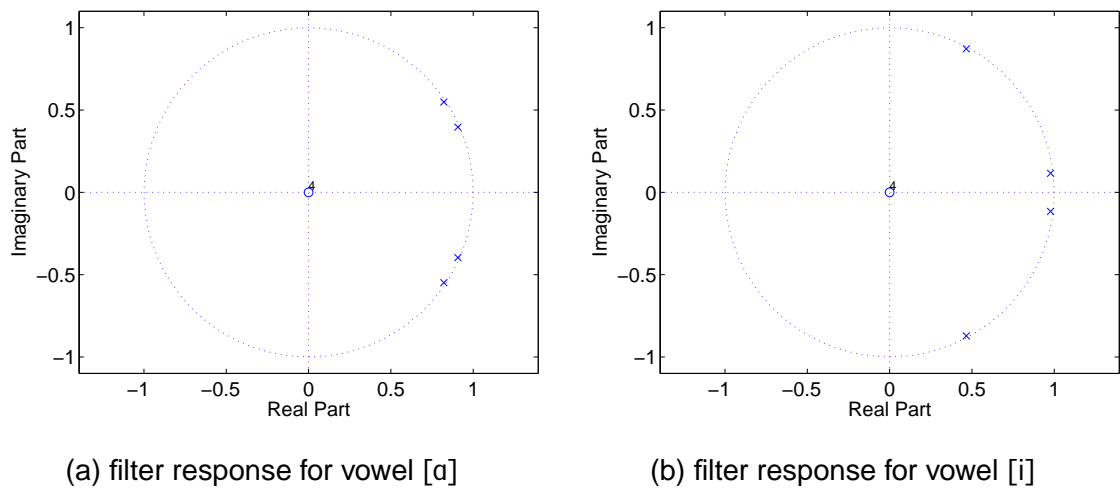 1
0.5
0
−0.5
−1
Imaginary Part
4
−1 −0.5 0 0.5 1
Real Part
(a) filter response for vowel [ɑ]
1
0.5
0
−0.5
−1
Imaginary Part
4
−1 −0.5 0 0.5 1
Real Part
(b) filter response for vowel [i]